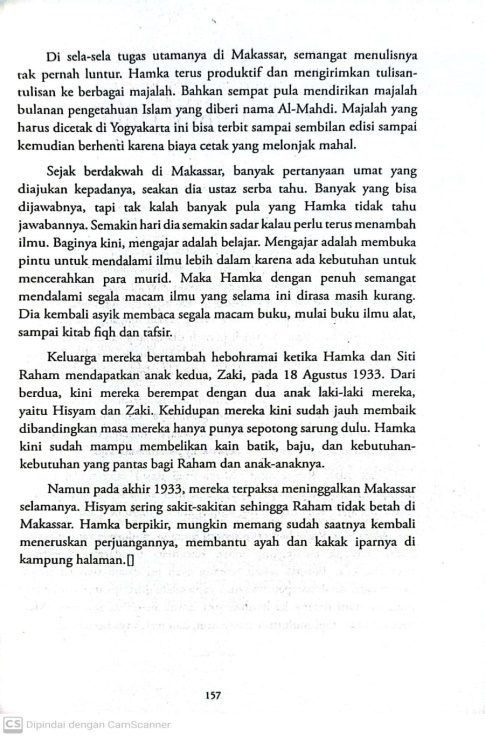 Di sela-sela tugas utamanya di Makassar, semangat menulisnya
tak pernah luntur. Hamka terus produktif dan mengirimkan tulisan-
tulisan ke berbagai majalah. Bahkan sempat pula mendirikan majalah
bulanan pengetahuan Islam yang diberi nama Al-Mahdi. Majalah yang
harus dicetak di Yogyakarta ini bisa terbit sampai sembilan edisi sampai
kemudian berhenti karena biaya cetak yang melonjak mahal.
Sejak berdakwah di Makassar, banyak pertanyaan umat yang
diajukan kepadanya, seakan dia ustaz serba tahu. Banyak yang bisa
dijawabnya, tapi tak kalah banyak pula yang Hamka tidak tahu
jawabannya. Semakin hari dia semakin sadar kalau perlu terus menambah
ilmu. Baginya kini, mengajar adalah belajar. Mengajar adalah membuka
pintu untuk mendalami ilmu lebih dalam karena ada kebutuhan untuk
mencerahkan para murid. Maka Hamka dengan penuh semangat
mendalami segala macam ilmu yang selama ini dirasa masih kurang.
Dia kembali asyik membaca segala macam buku, mulai buku ilmu alat,
sampai kitab fiqh dan tafsir.
Keluarga mereka bertambah hebohramai ketika Hamka dan Siti
Raham mendapatkan anak kedua, Zaki, pada 18 Agustus 1933. Dari
berdua, kini mereka berempat dengan dua anak laki-laki mereka,
yaitu Hisyam dan Zaki. Kehidupan mereka kini sudah jauh membaik
dibandingkan masa mereka hanya punya sepotong sarung dulu. Hamka
kini sudah mampu membelikan kain batik, baju, dan kebutuhan-
kebutuhan yang pantas bagi Raham dan anak-anaknya.
Namun pada akhir 1933, mereka terpaksa meninggalkan Makassar
selamanya. Hisyam sering sakit-sakitan sehingga Raham tidak betah di
Makassar. Hamka berpikir, mungkin memang sudah saatnya kembali
meneruskan perjuangannya, membantu ayah dan kakak iparnya di
kampung halaman.[]
157
CS Dipindai dengan CamScanner